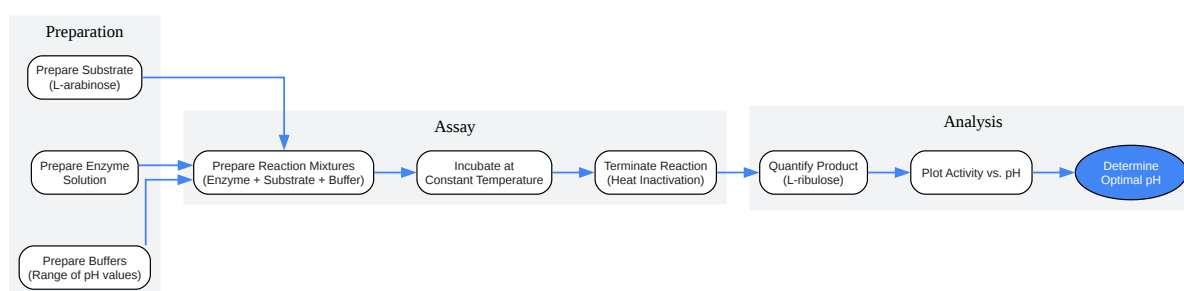 Preparation
Prepare Substrate
(L-arabinose)
Prepare Enzyme
Solution
Prepare Buffers
(Range of pH values)
Assay
Prepare Reaction Mixtures
(Enzyme + Substrate + Buffer)
Incubate at
Constant Temperature
Terminate Reaction
(Heat Inactivation)
Analysis
Quantify Product
(L-ribulose)
Plot Activity vs. pH
Determine
Optimal pH